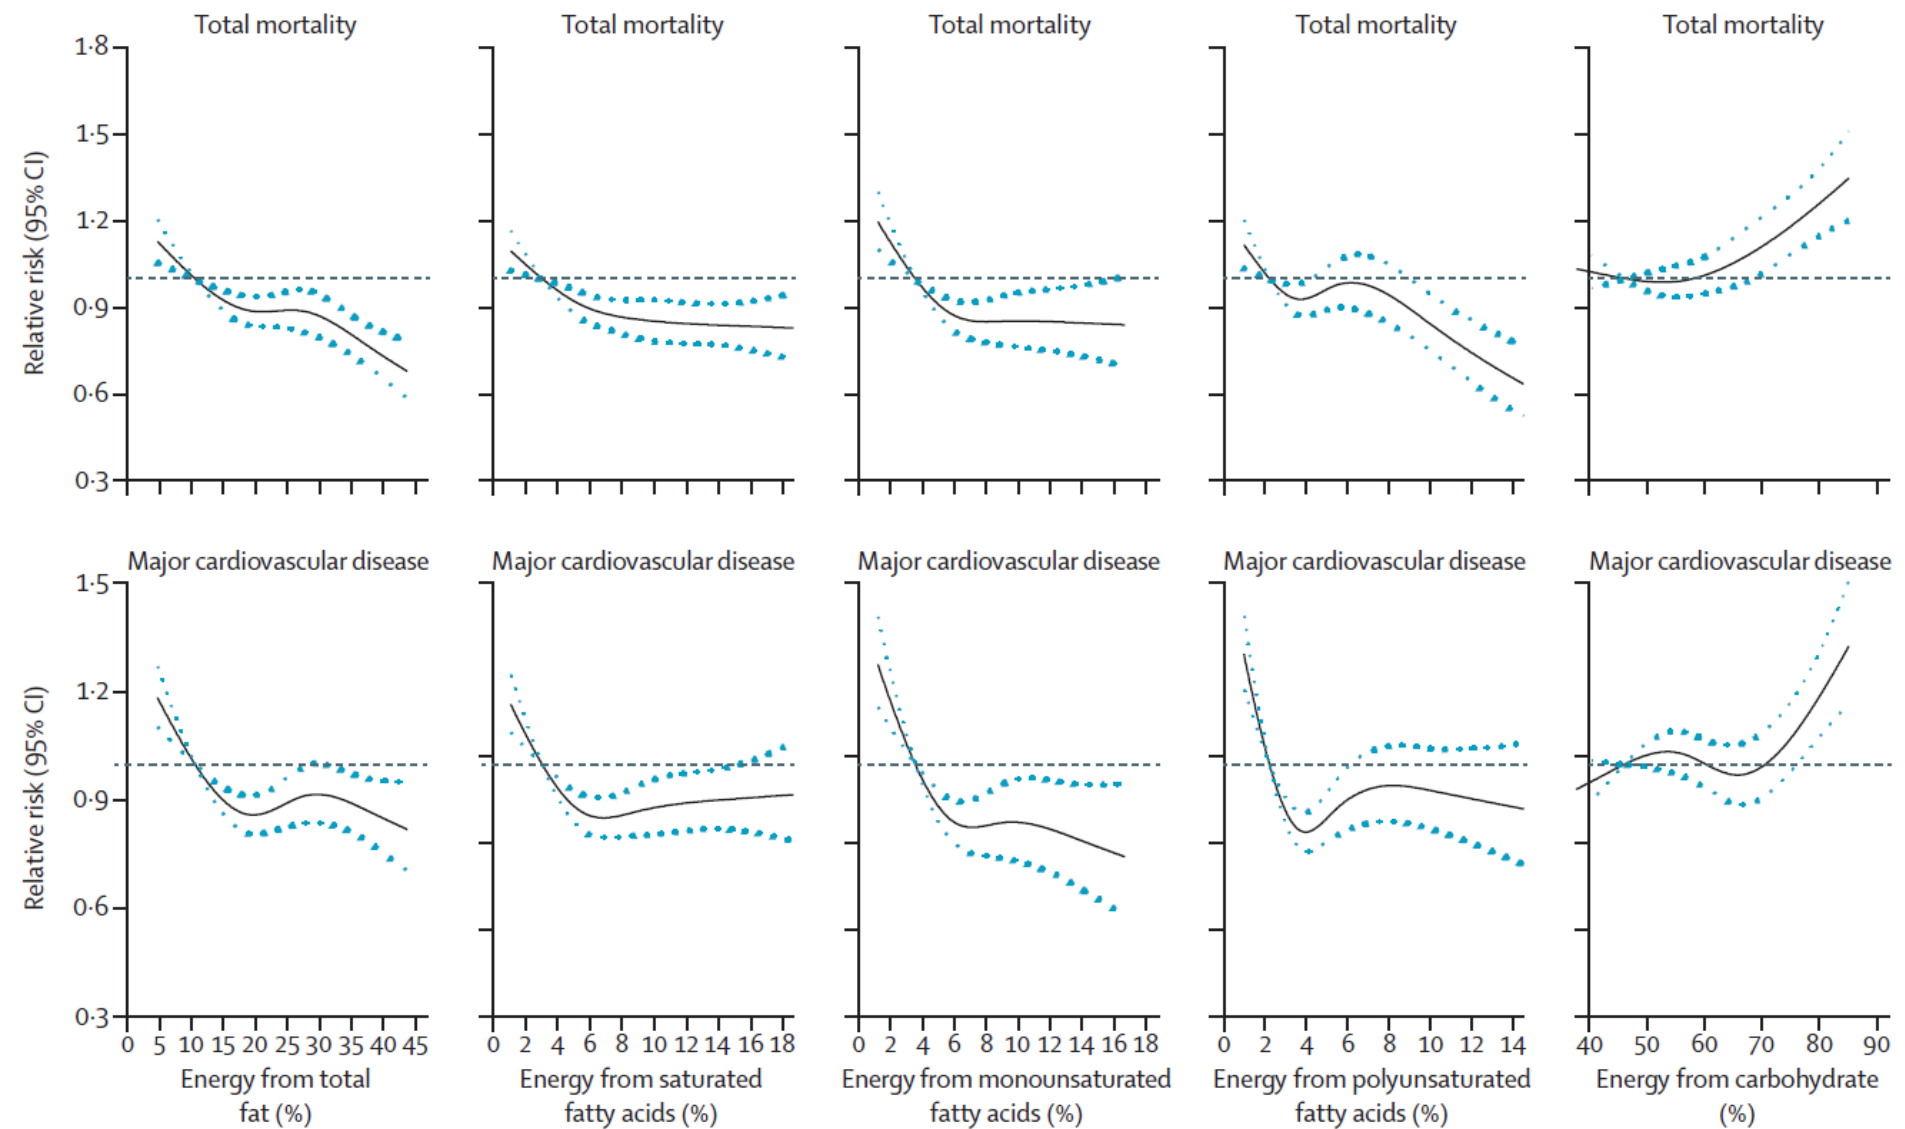 Total mortality
Total mortality
Total mortality
Total mortality
Total mortality
1·8
1·5
1·2
0·9
0·6
0·3
Relative risk (95% CI)
Major cardiovascular disease
Major cardiovascular disease
Major cardiovascular disease
Major cardiovascular disease
Major cardiovascular disease
1·5
1·2
0·9
0·6
0·3
Relative risk (95% CI)
0 5 10 15 20 25 30 35 40 45
0 2 4 6 8 10 12 14 16 18
0 2 4 6 8 10 12 14 16 18
0 2 4 6 8 10 12 14
40 50 60 70 80 90
Energy from total
fat (%)
Energy from saturated
fatty acids (%)
Energy from monounsaturated
fatty acids (%)
Energy from polyunsaturated
fatty acids (%)
Energy from carbohydrate
(%)